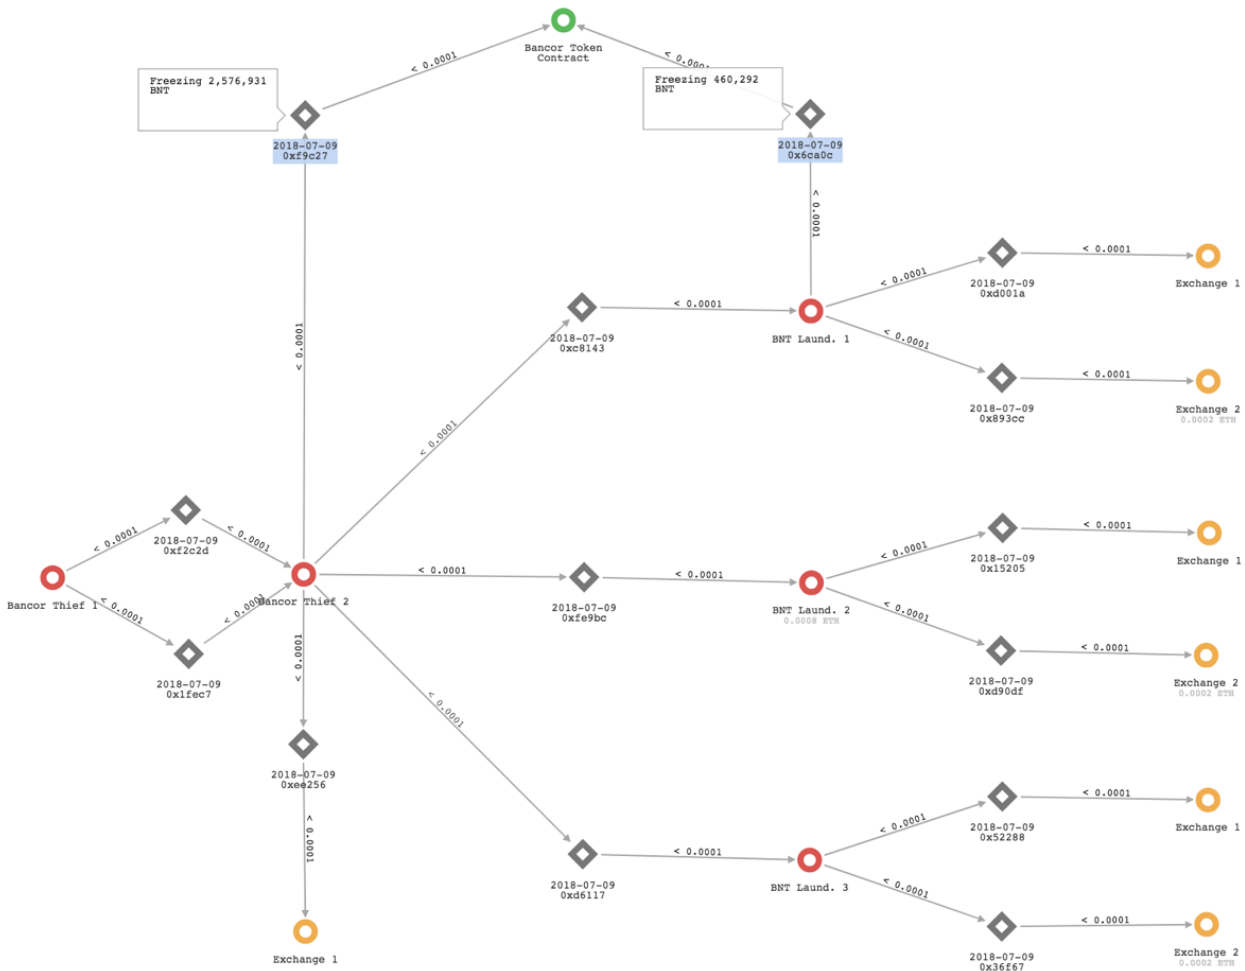 Bancor Token
Contract
< 0.0001
< 0.0001
Freezing 2,576,931
BNT
Freezing 460,292
BNT
2018-07-09
0xf9c27
2018-07-09
0x6ca0c
< 0.0001
< 0.0001
< 0.0001
< 0.0001
2018-07-09
0xd001a
Exchange 1
< 0.0001
2018-07-09
0xc8143
BNT Laund. 1
< 0.0001
< 0.0001
2018-07-09
0x893cc
Exchange 2
0.0002 ETH
< 0.0001
< 0.0001
< 0.0001
2018-07-09
0xf2c2d
Bancor Thief 1
< 0.0001
< 0.0001
2018-07-09
0x1fec7
Bancor Thief 2
< 0.0001
2018-07-09
0xfe9bc
< 0.0001
BNT Laund. 2
0.0008 ETH
< 0.0001
2018-07-09
0x15205
< 0.0001
Exchange 1
< 0.0001
2018-07-09
0xd90df
< 0.0001
Exchange 2
0.0002 ETH
< 0.0001
2018-07-09
0xee256
< 0.0001
Exchange 1
< 0.0001
2018-07-09
0xd6117
< 0.0001
BNT Laund. 3
< 0.0001
2018-07-09
0x52288
< 0.0001
Exchange 1
< 0.0001
2018-07-09
0x36f67
< 0.0001
Exchange 2
0.0002 ETH